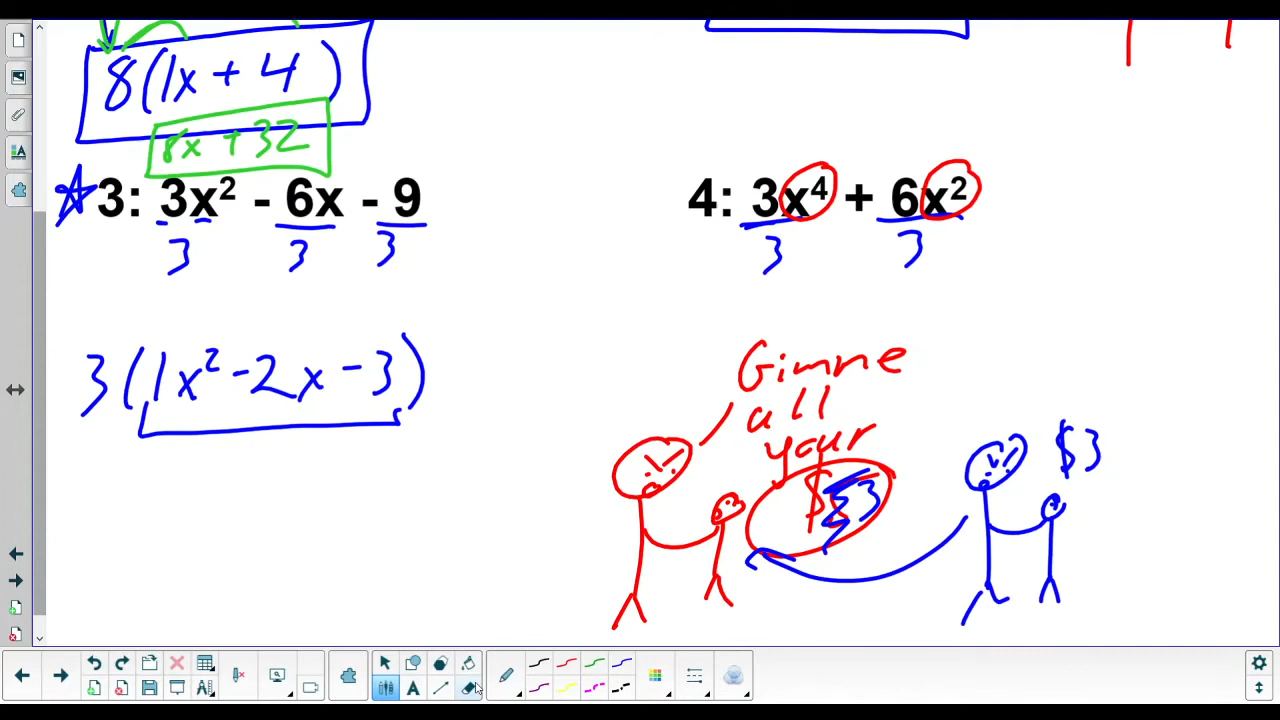 8(1x + 4)
8x + 32
3: 3x² - 6x - 9
3 3 3
3(1x² - 2x - 3)
4: 3x⁴ + 6x²
3 3
Gimme
all
your
$3